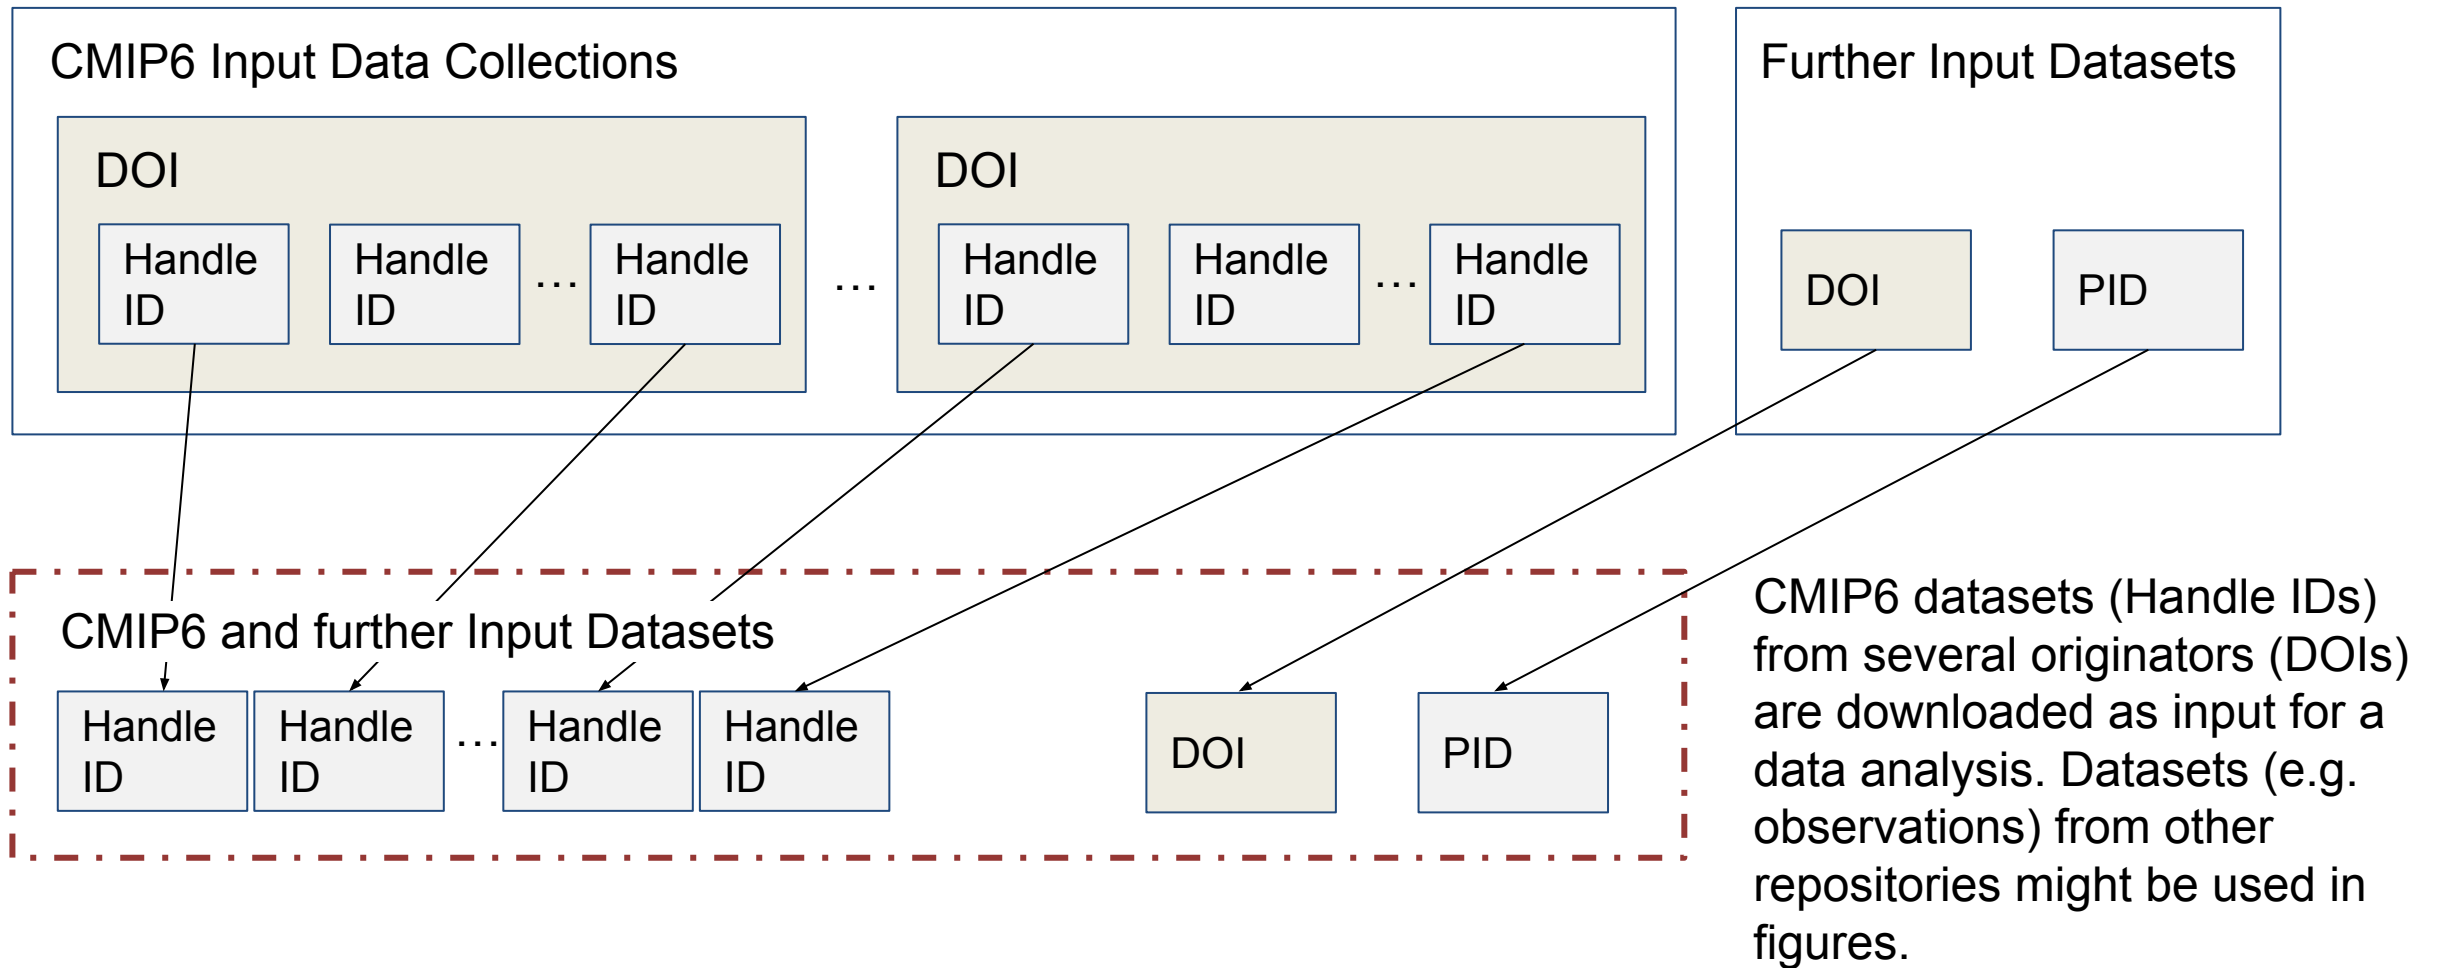 CMIP6 Input Data Collections
Further Input Datasets
DOI
DOI
Handle
ID
Handle
ID
...
Handle
ID
...
Handle
ID
Handle
ID
...
Handle
ID
DOI
PID
CMIP6 and further Input Datasets
Handle
ID
Handle
ID
...
Handle
ID
Handle
ID
DOI
PID
CMIP6 datasets (Handle IDs)
from several originators (DOIs)
are downloaded as input for a
data analysis. Datasets (e.g.
observations) from other
repositories might be used in
figures.